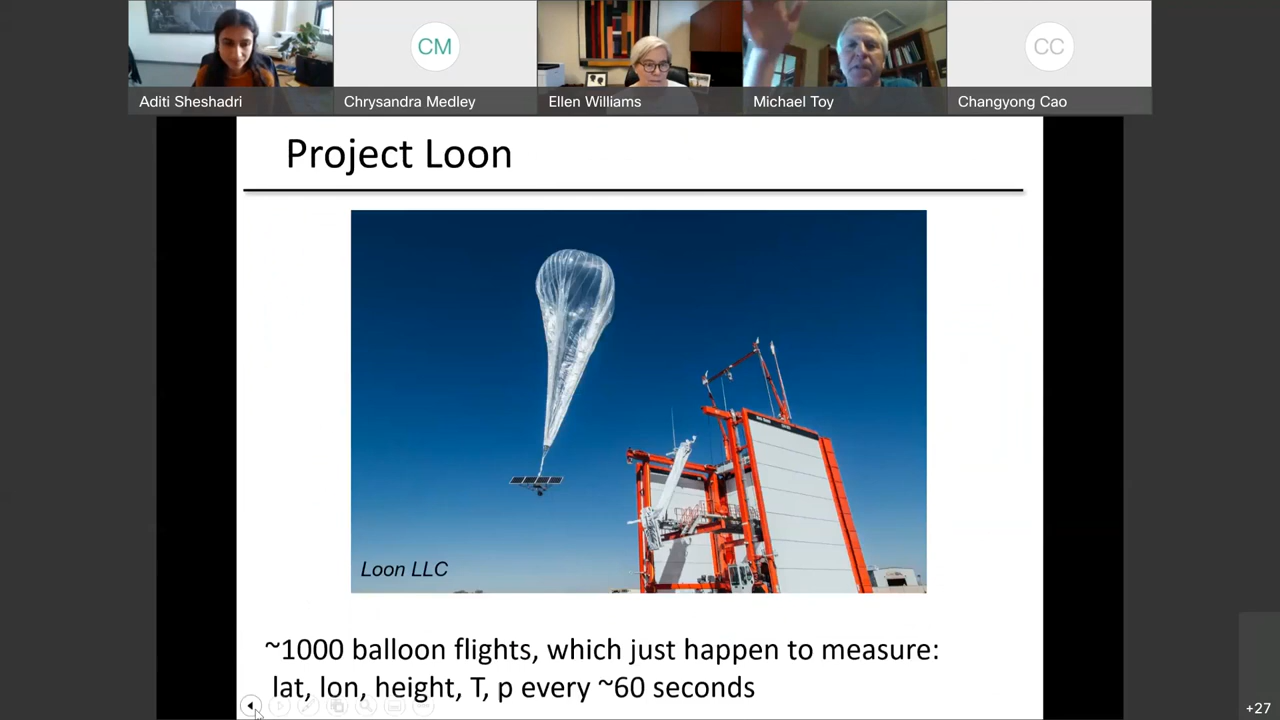 CM
CC
Aditi Sheshadri
Chrysandra Medley
Ellen Williams
Michael Toy
Changyong Cao
Project Loon
Loon LLC
~1000 balloon flights, which just happen to measure:
lat, lon, height, T, p every ~60 seconds
+27